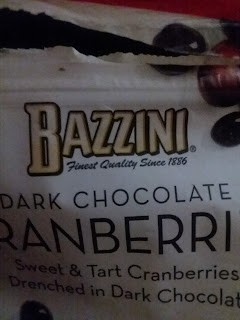 BAZZINI®
Finest Quality Since 1886
DARK CHOCOLATE
RANBERRI
Sweet & Tart Cranberries
Drenched in Dark Chocolat